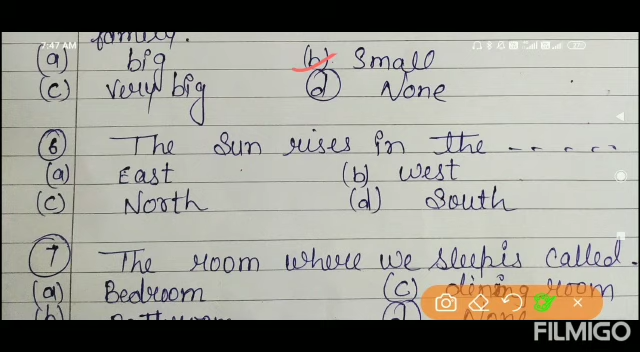 7:47 AM
family.
(a) big (b) Small
(c) very big (d) None
(6) The Sun rises in the -----
(a) East (b) West
(c) North (d) South
(7) The room where we sleep is called.
(a) Bedroom (c) dining room
(b) (d) None
FILMIGO